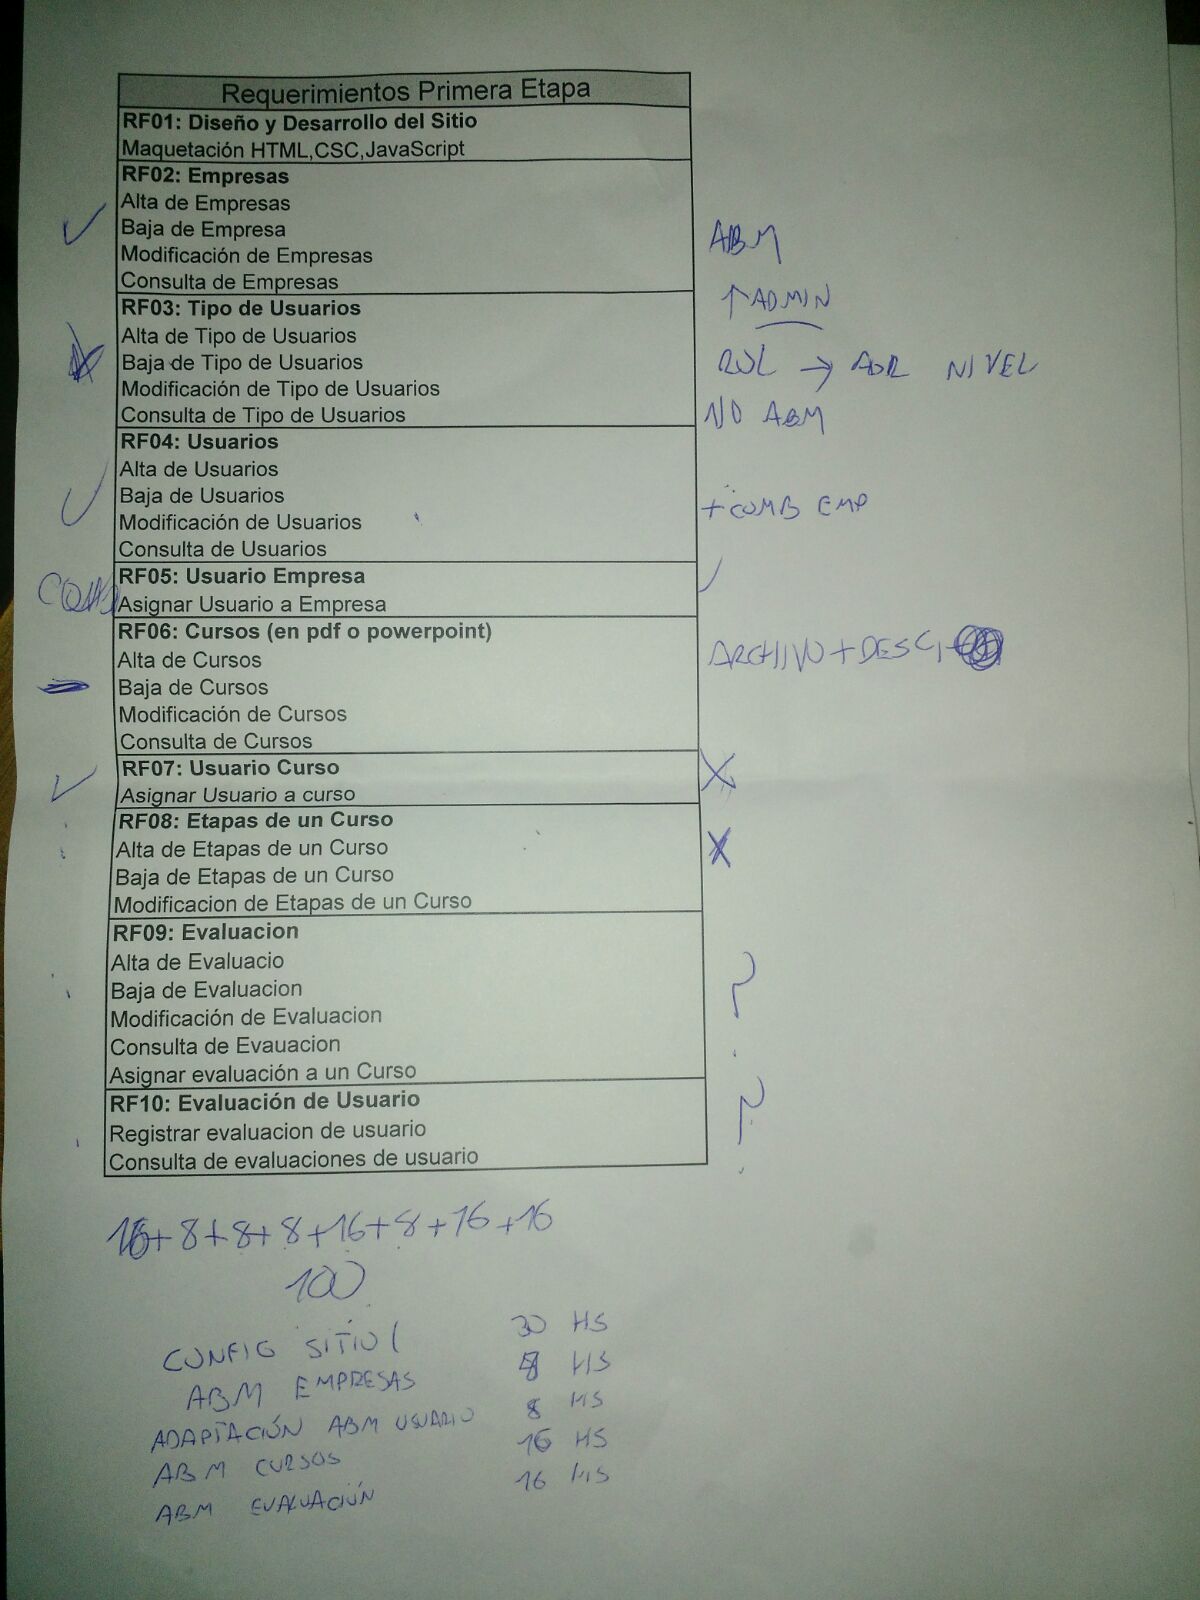 Requerimientos Primera Etapa
RF01: Diseño y Desarrollo del Sitio
Maquetación HTML,CSC,JavaScript
RF02: Empresas
Alta de Empresas
Baja de Empresa
ABM
Modificación de Empresas
Consulta de Empresas
↑ADMIN
RF03: Tipo de Usuarios
Alta de Tipo de Usuarios
Baja de Tipo de Usuarios
ROL → NIVEL
Modificación de Tipo de Usuarios
Consulta de Tipo de Usuarios
NO ABM
RF04: Usuarios
Alta de Usuarios
Baja de Usuarios
+ COMB EMP
Modificación de Usuarios
Consulta de Usuarios
RF05: Usuario Empresa
Asignar Usuario a Empresa
RF06: Cursos (en pdf o powerpoint)
ARCHIVO+DESC
Alta de Cursos
Baja de Cursos
Modificación de Cursos
Consulta de Cursos
RF07: Usuario Curso
X
Asignar Usuario a curso
RF08: Etapas de un Curso
Alta de Etapas de un Curso
X
Baja de Etapas de un Curso
Modificacion de Etapas de un Curso
RF09: Evaluacion
Alta de Evaluacio
Baja de Evaluacion
?
Modificación de Evaluacion
Consulta de Evauacion
Asignar evaluación a un Curso
RF10: Evaluación de Usuario
?
Registrar evaluacion de usuario
Consulta de evaluaciones de usuario
16+8+8+8+16+8+16+16
100
CONFIG SITIO 30 HS
ABM EMPRESAS 8 HS
ADAPTACIÓN ABM USUARIO 8 HS
ABM CURSOS 16 HS
ABM EVALUACIÓN 16 HS